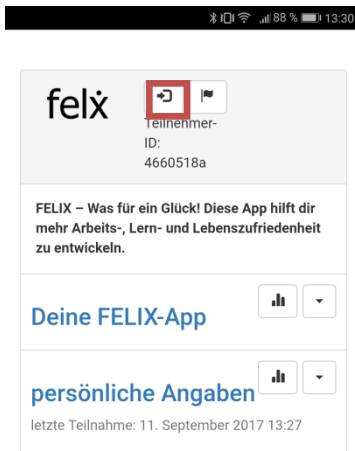 88 % 13:30
felix
Teilnehmer-
ID:
4660518a
FELIX – Was für ein Glück! Diese App hilft dir
mehr Arbeits-, Lern- und Lebenszufriedenheit
zu entwickeln.
Deine FELIX-App
persönliche Angaben
letzte Teilnahme: 11. September 2017 13:27